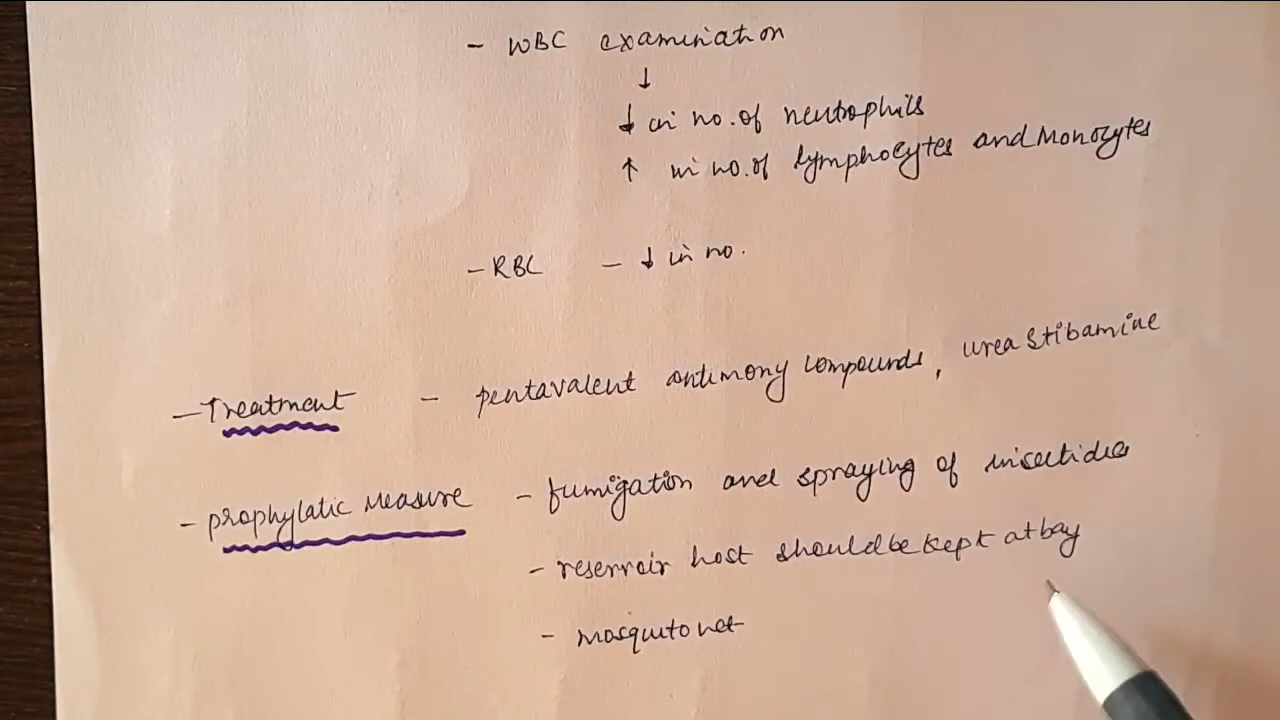 - WBC examination
↓
↓ in no. of neutrophils
↑ in no. of lymphocytes and Monocytes
- RBC - ↓ in no.
- Treatment - pentavalent antimony compounds, urea stibamine
- prophylatic Measure - fumigation and spraying of insectides
- reservoir host should be kept at bay
- mosquito net